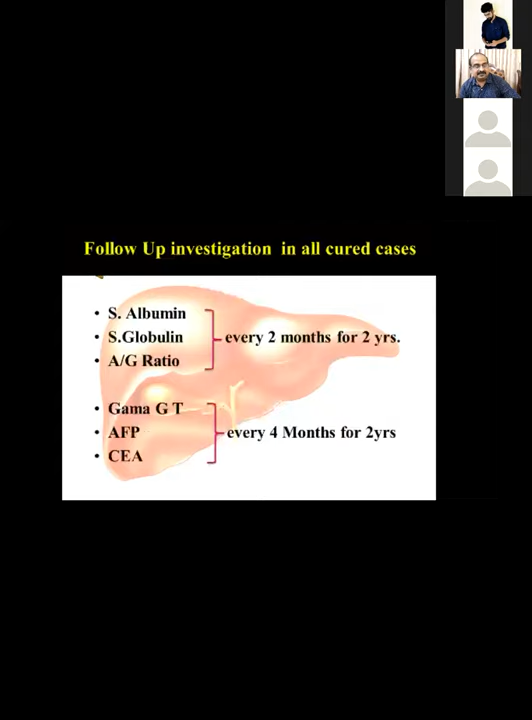 Follow Up investigation in all cured cases
• S. Albumin
• S.Globulin
• A/G Ratio
every 2 months for 2 yrs.
• Gama G T
• AFP
• CEA
every 4 Months for 2yrs